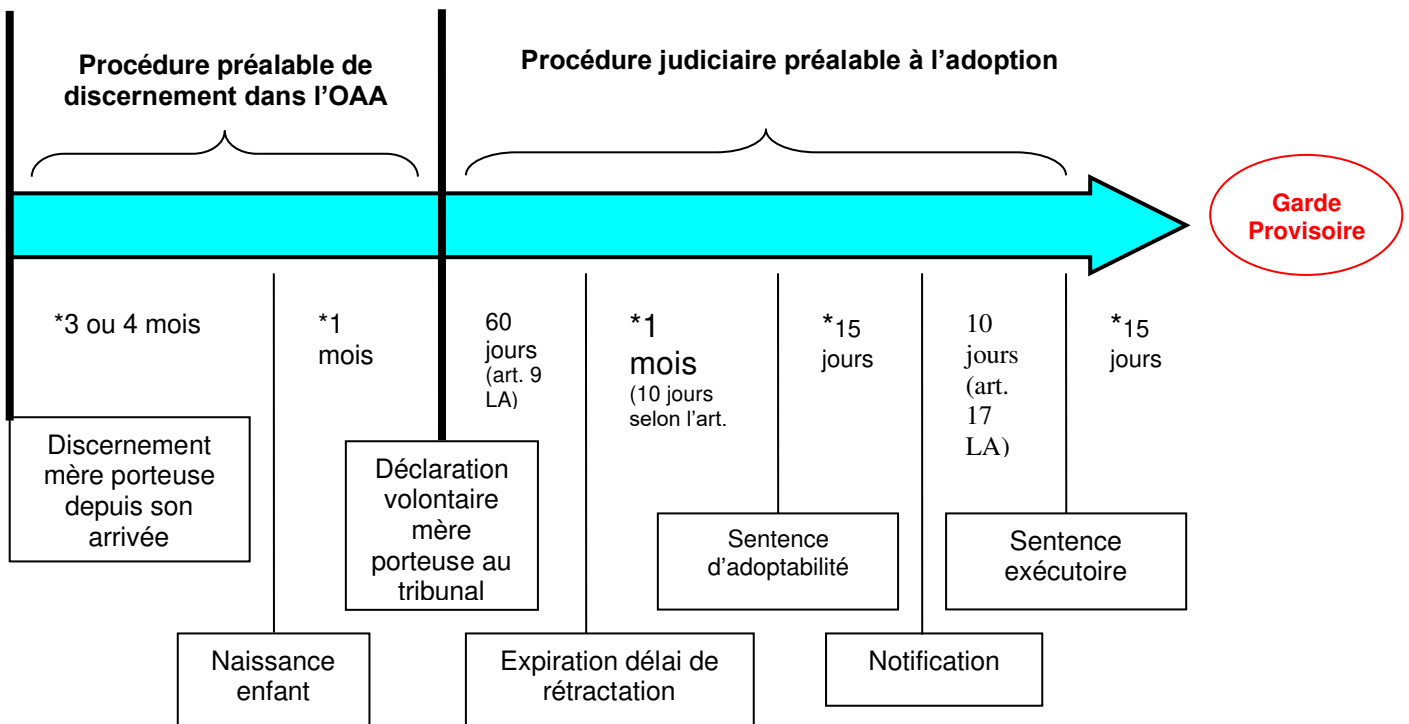 Procédure préalable de
discernement dans l'OAA
Procédure judiciaire préalable à l'adoption
Garde
Provisoire
*3 ou 4 mois
*1
mois
60
jours
(art. 9
LA)
*1
mois
(10 jours
selon l'art.
*15
jours
10
jours
(art.
17
LA)
*15
jours
Discernement
mère porteuse
depuis son
arrivée
Déclaration
volontaire
mère
porteuse au
tribunal
Sentence
d'adoptabilité
Sentence
exécutoire
Naissance
enfant
Expiration délai de
rétractation
Notification